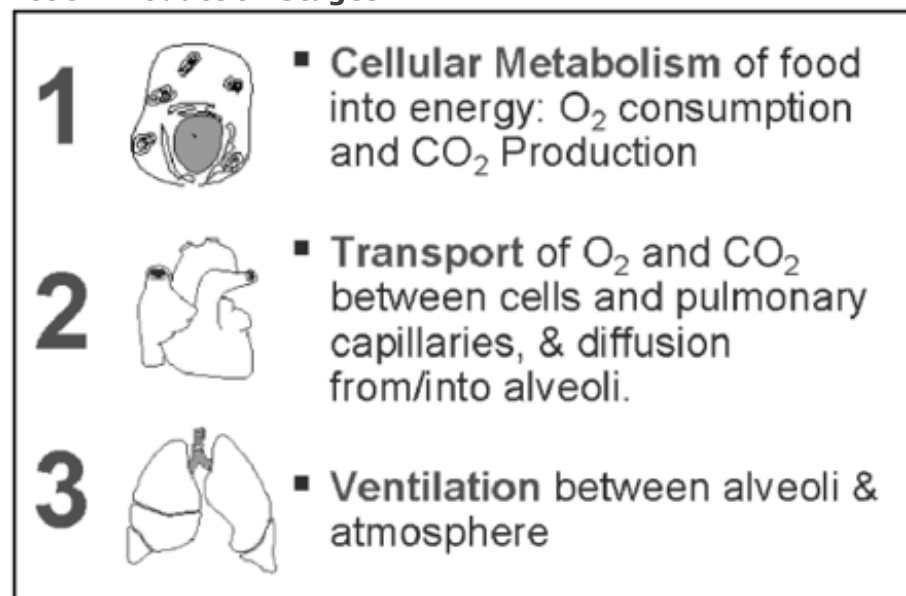 1
▪ Cellular Metabolism of food
into energy: O₂ consumption
and CO₂ Production
2
▪ Transport of O₂ and CO₂
between cells and pulmonary
capillaries, & diffusion
from/into alveoli.
3
▪ Ventilation between alveoli &
atmosphere